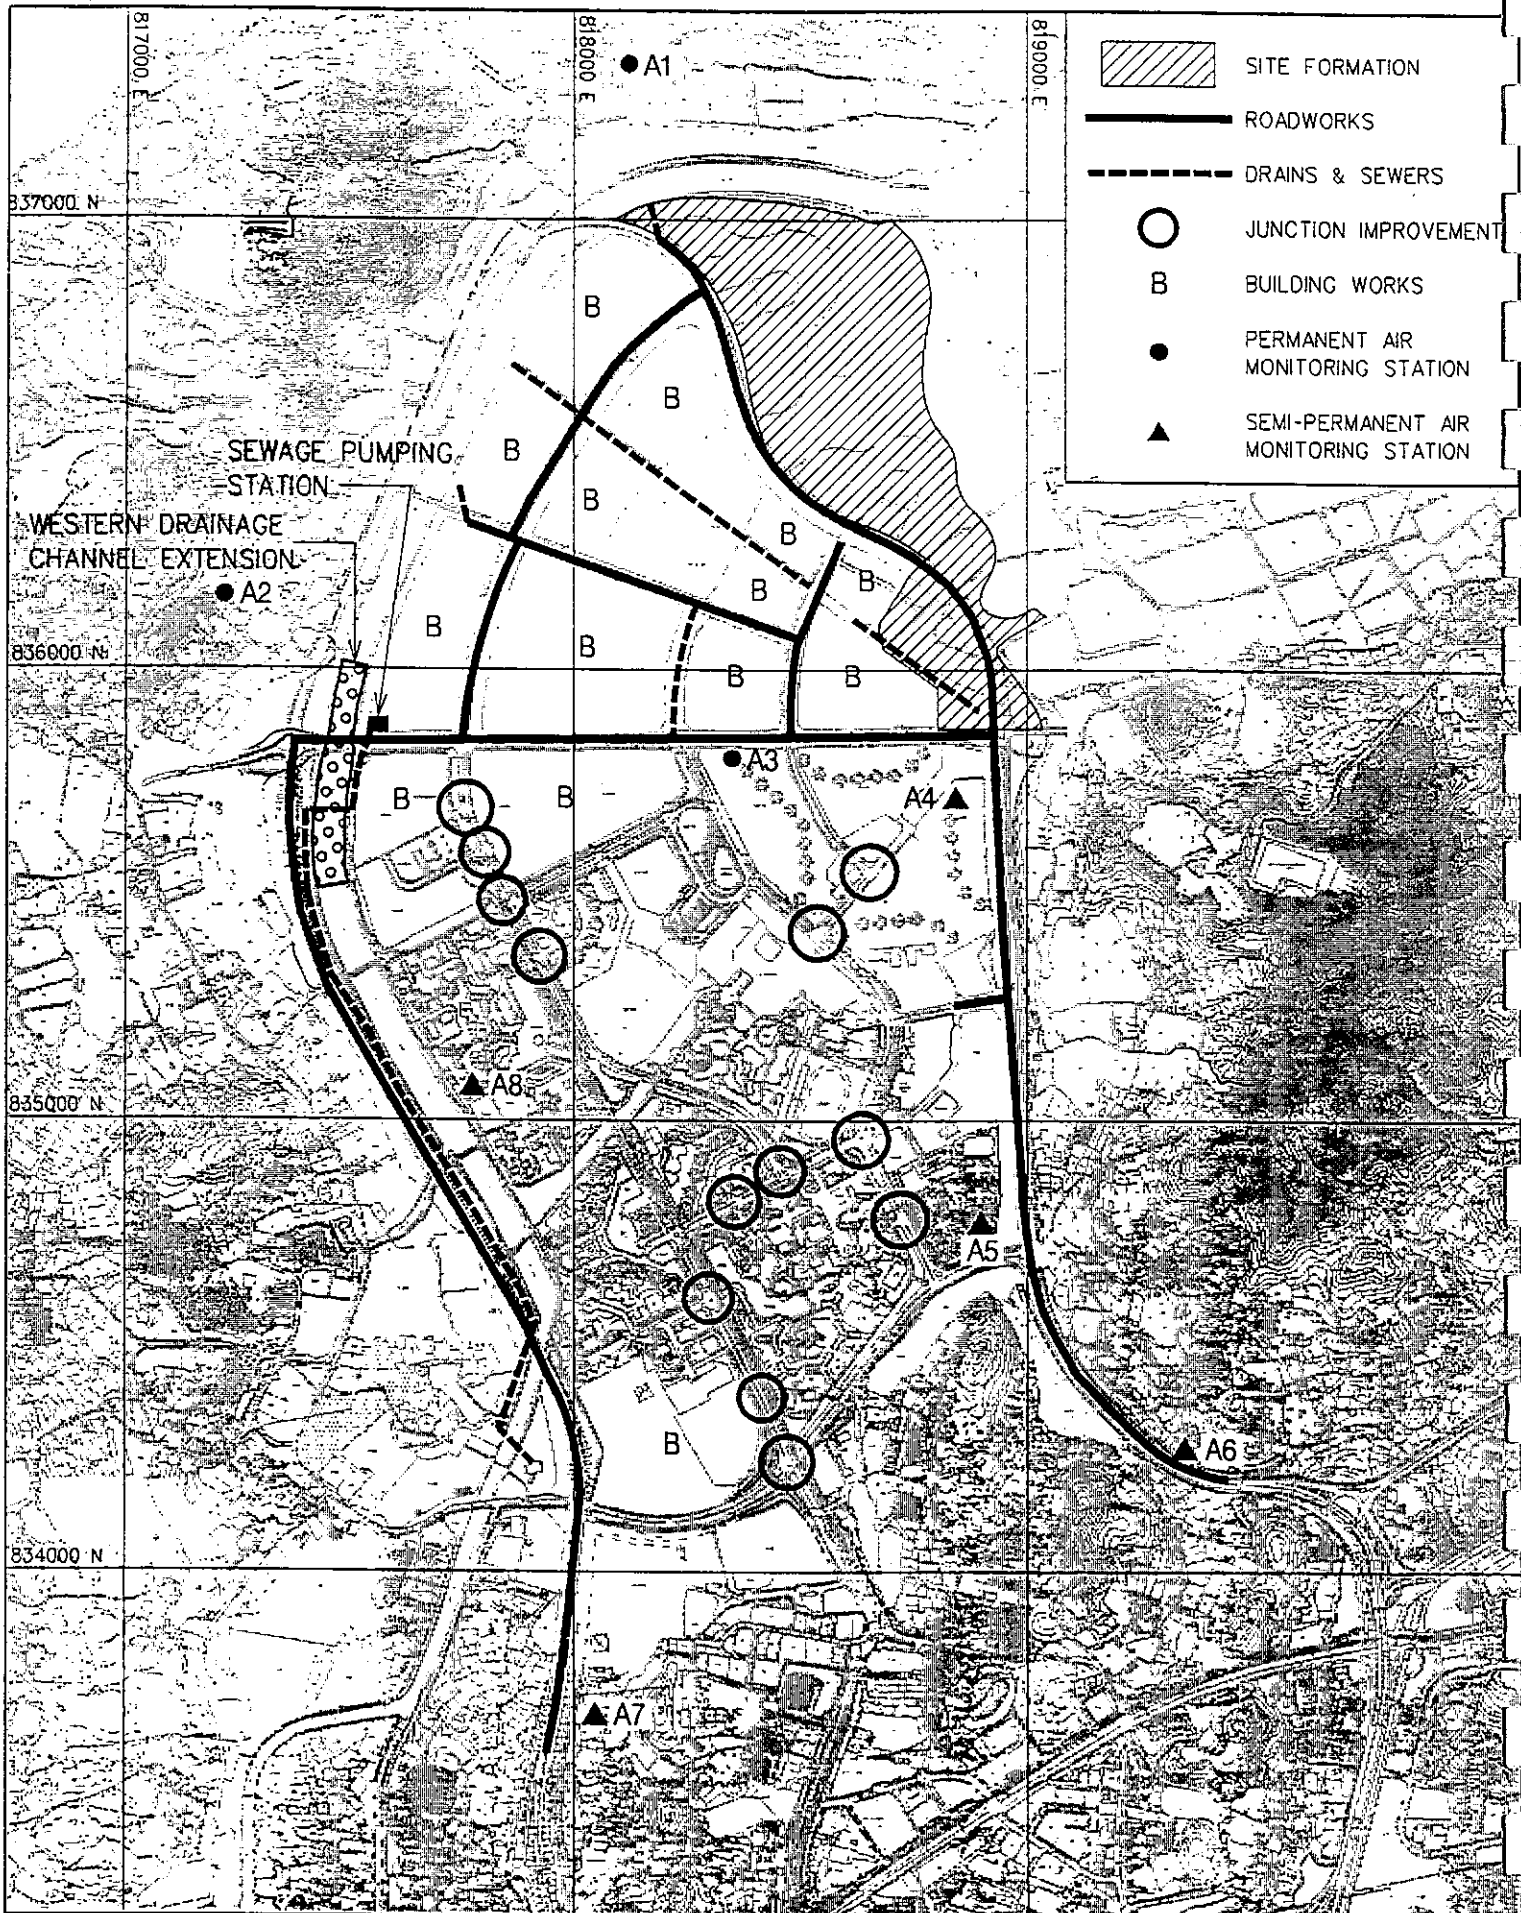 817000 E
818000 E
819000 E
A1
SITE FORMATION
ROADWORKS
DRAINS & SEWERS
837000 N
JUNCTION IMPROVEMENT
B
BUILDING WORKS
B
PERMANENT AIR
MONITORING STATION
B
SEMI-PERMANENT AIR
MONITORING STATION
B
SEWAGE PUMPING
STATION
B
WESTERN DRAINAGE
CHANNEL EXTENSION
B
A2
B
B
B
836000 N
B
B
B
A3
B
B
A4
A8
835000 N
A5
B
A6
834000 N
A7